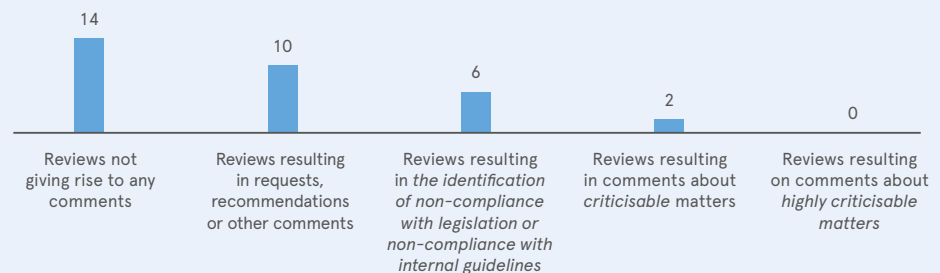 14
10
6
2
0
Reviews not
giving rise to any
comments
Reviews resulting
in requests,
recommendations
or other comments
Reviews resulting
in the identification
of non-compliance
with legislation or
non-compliance with
internal guidelines
Reviews resulting
in comments about
criticisable matters
Reviews resulting
on comments about
highly criticisable
matters